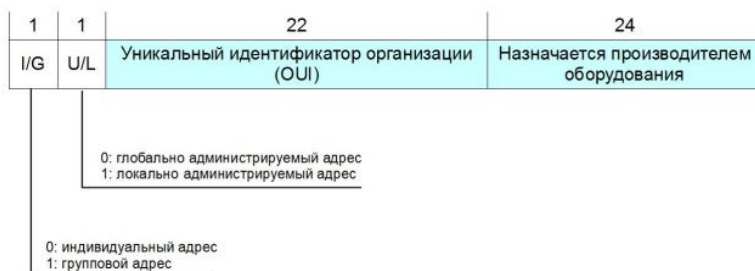 1 1 22 24
I/G U/L Уникальный идентификатор организации Назначается производителем
(OUI) оборудования
0: глобально администрируемый адрес
1: локально администрируемый адрес
0: индивидуальный адрес
1: групповой адрес